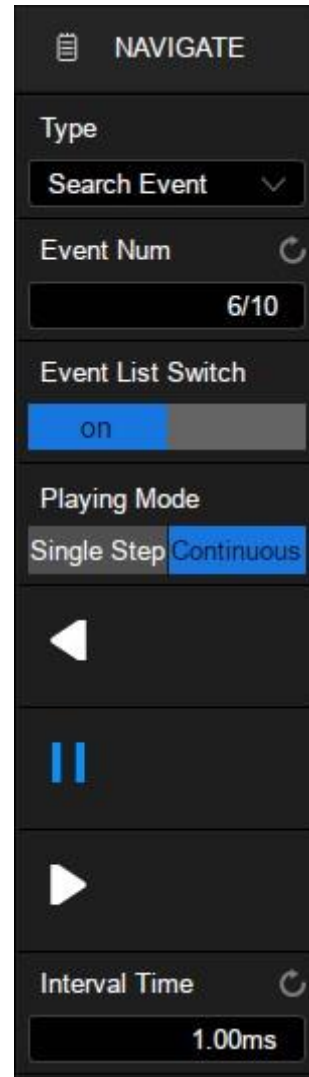 NAVIGATE
Type
Search Event
Event Num
6/10
Event List Switch
on
Playing Mode
Single Step Continuous
Interval Time
1.00ms